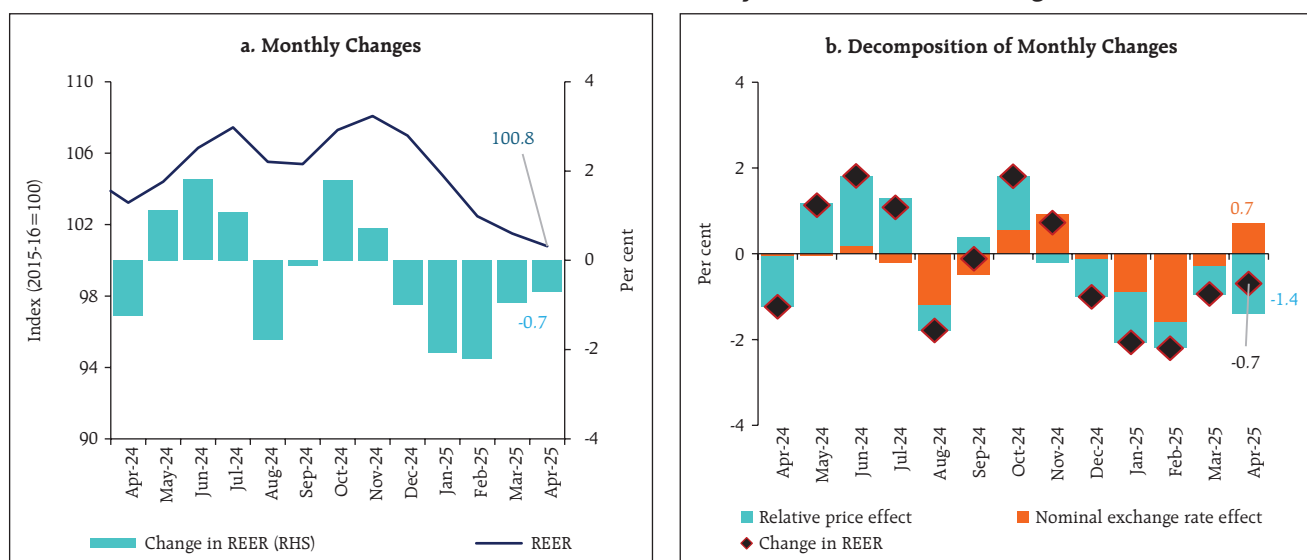 a. Monthly Changes
110
106
102
98
94
90
Index (2015-16=100)
4
2
0
-2
-4
Per cent
100.8
-0.7
Apr-24
May-24
Jun-24
Jul-24
Aug-24
Sep-24
Oct-24
Nov-24
Dec-24
Jan-25
Feb-25
Mar-25
Apr-25
Change in REER (RHS)
REER
b. Decomposition of Monthly Changes
4
2
0
-2
-4
Per cent
0.7
-1.4
-0.7
Apr-24
May-24
Jun-24
Jul-24
Aug-24
Sep-24
Oct-24
Nov-24
Dec-24
Jan-25
Feb-25
Mar-25
Apr-25
Relative price effect
Nominal exchange rate effect
Change in REER